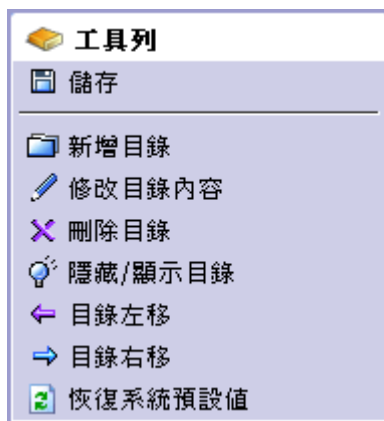 工具列
儲存
新增目錄
修改目錄內容
刪除目錄
隱藏/顯示目錄
目錄左移
目錄右移
恢復系統預設值